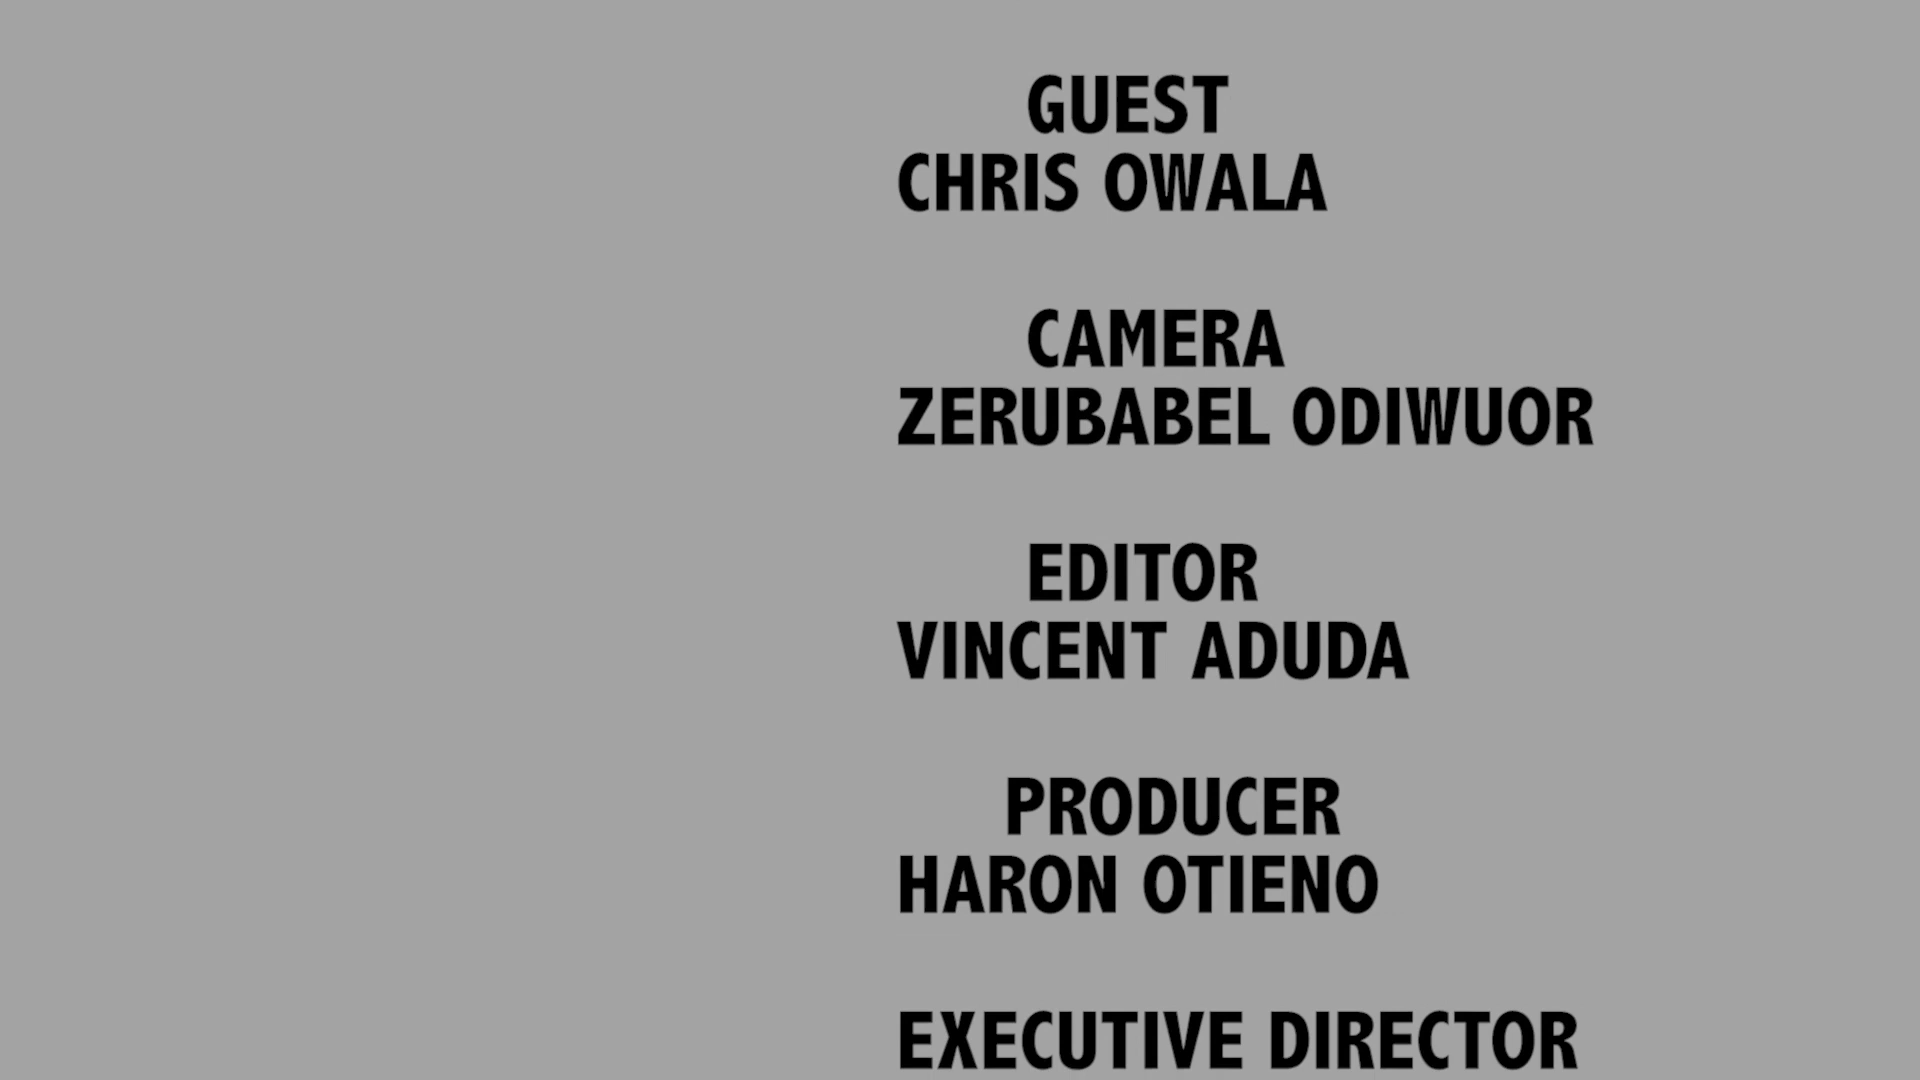 GUEST
CHRIS OWALA
CAMERA
ZERUBABEL ODIWUOR
EDITOR
VINCENT ADUDA
PRODUCER
HARON OTIENO
EXECUTIVE DIRECTOR